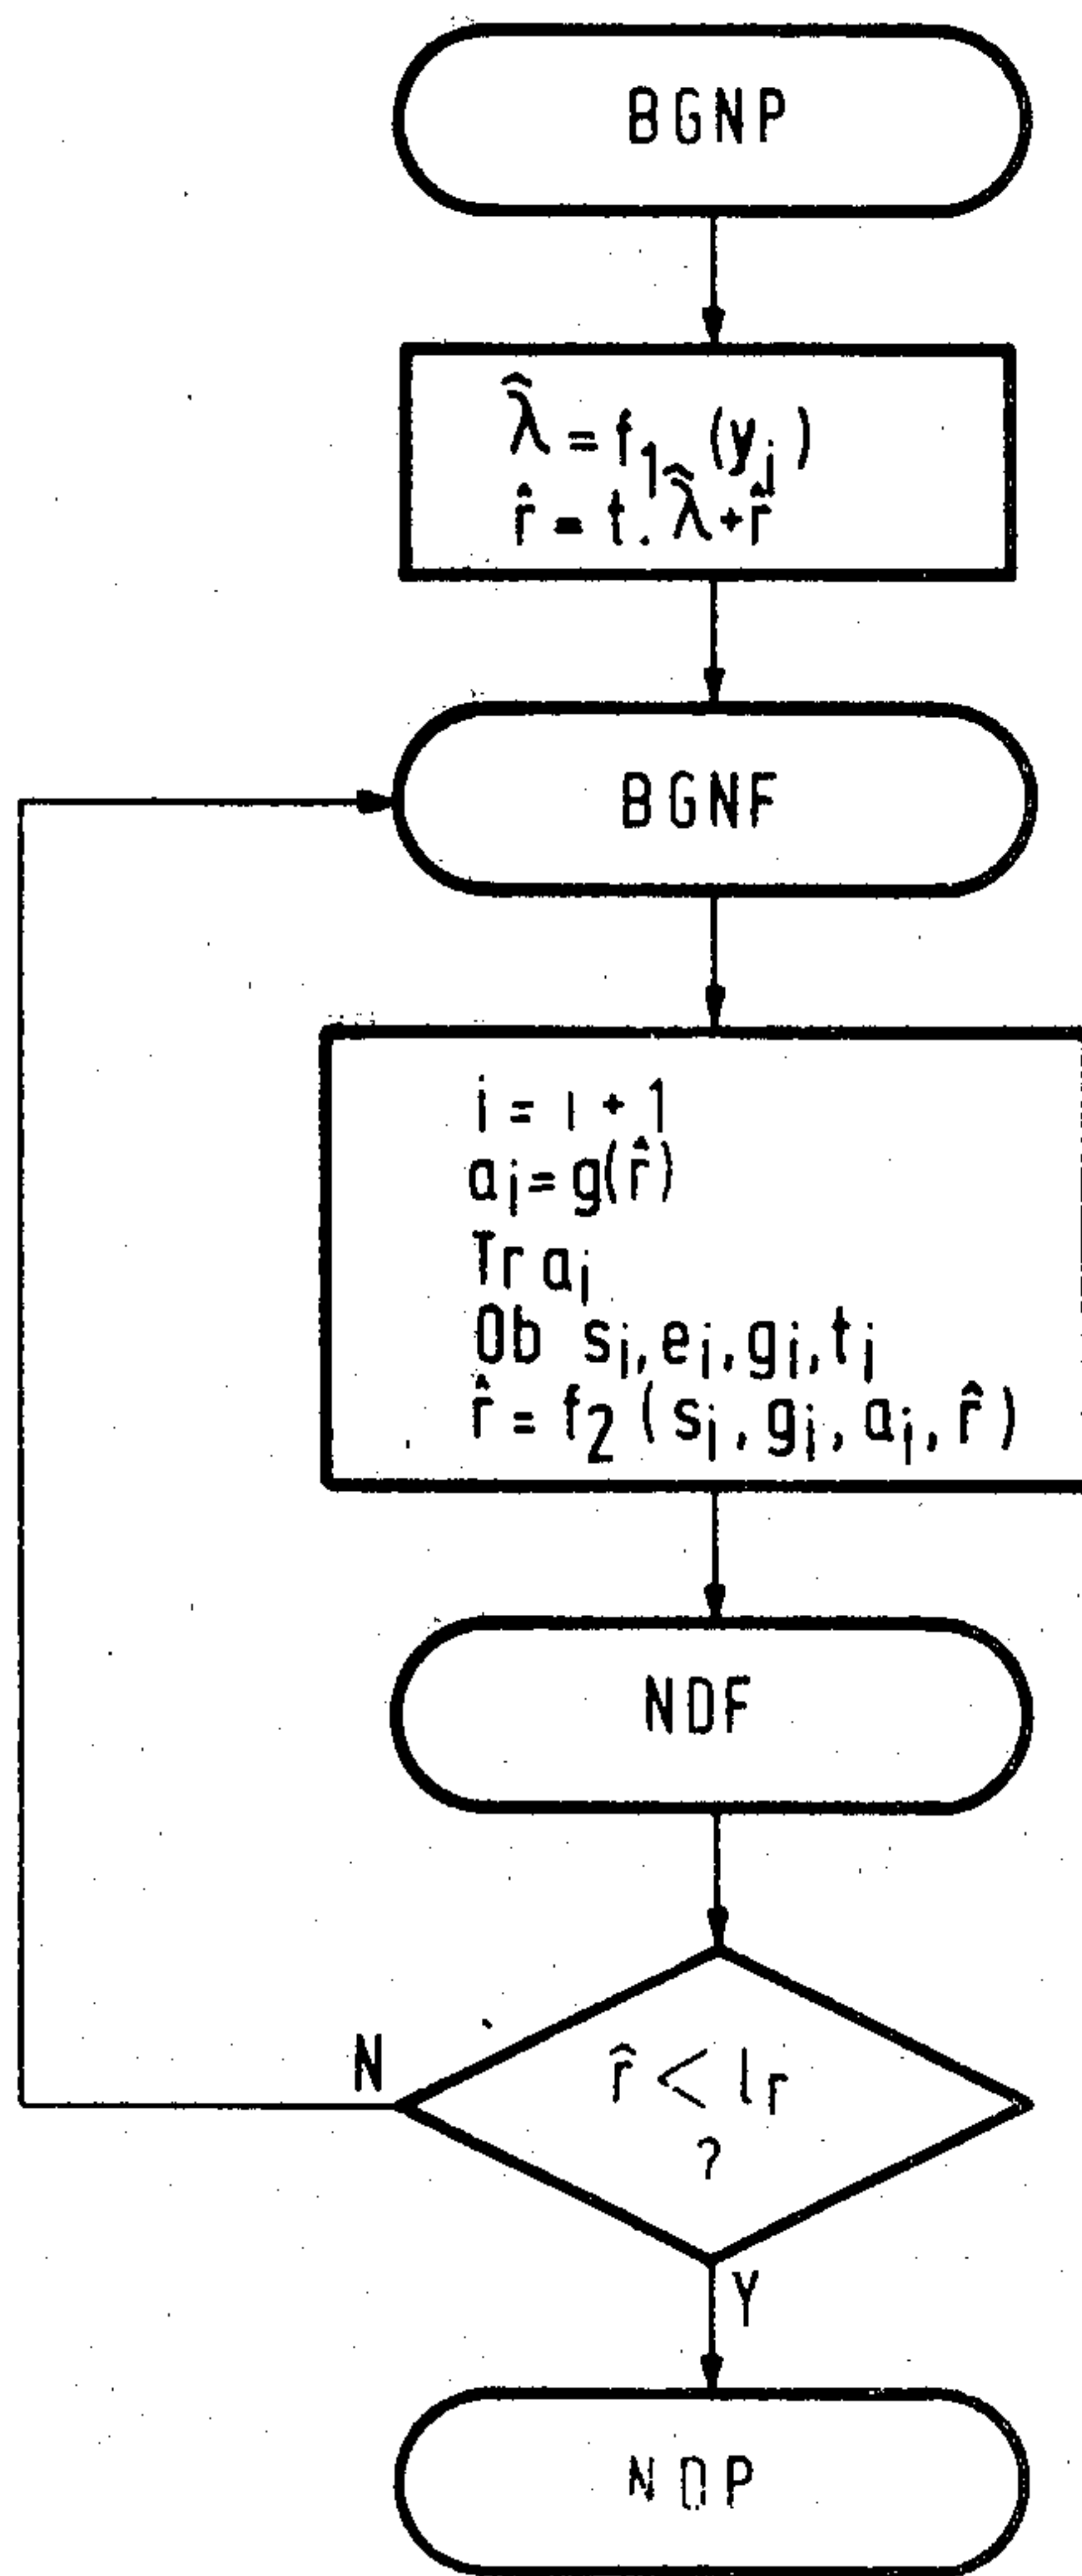 BGNP
λ̂ = f₁ (yⱼ)
r̂ = t . λ̂ + r̂
BGNF
i = i + 1
aᵢ = g(r̂)
Tr aᵢ
Ob sᵢ, eᵢ, gᵢ, tᵢ
r̂ = f₂ (sᵢ, gᵢ, aᵢ, r̂)
NDF
N
r̂ < lᵣ
?
Y
NDP